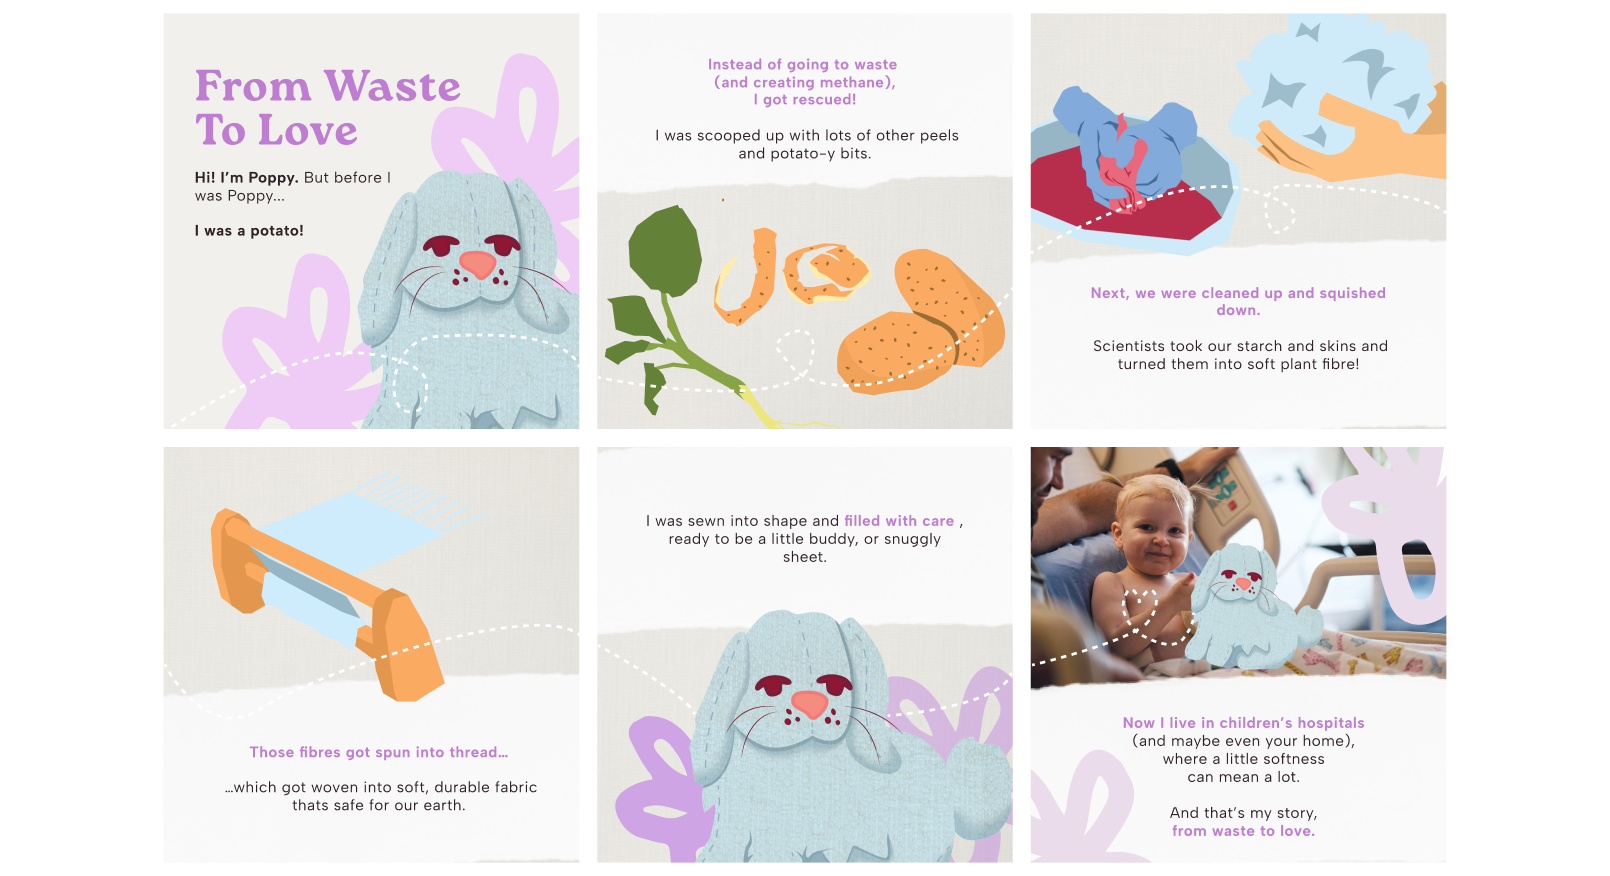 From Waste
To Love
Hi! I'm Poppy. But before I
was Poppy...
I was a potato!
Instead of going to waste
(and creating methane),
I got rescued!
I was scooped up with lots of other peels
and potato-y bits.
Next, we were cleaned up and squished
down.
Scientists took our starch and skins and
turned them into soft plant fibre!
Those fibres got spun into thread...
...which got woven into soft, durable fabric
thats safe for our earth.
I was sewn into shape and filled with care ,
ready to be a little buddy, or snuggly
sheet.
Now I live in children's hospitals
(and maybe even your home),
where a little softness
can mean a lot.
And that's my story,
from waste to love.